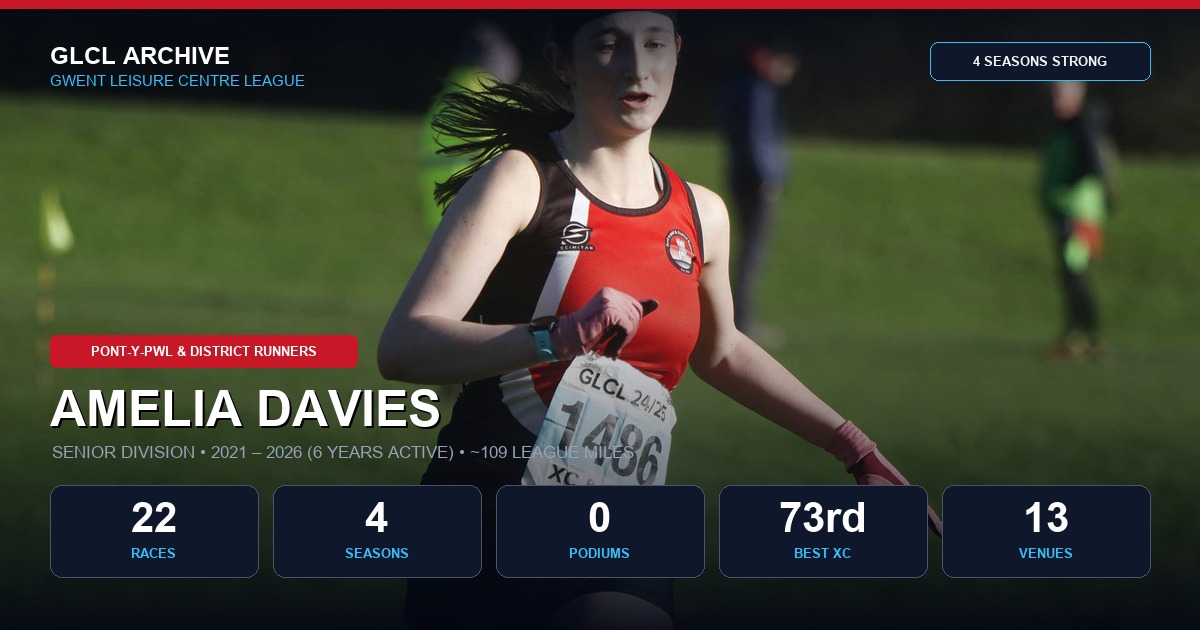 GLCL ARCHIVE
GWENT LEISURE CENTRE LEAGUE
4 SEASONS STRONG
SCIMITAR
PONT-Y-PWL & DISTRICT RUNNERS
GLCL 24/25
1486
XC
AMELIA DAVIES
SENIOR DIVISION • 2021 – 2026 (6 YEARS ACTIVE) • ~109 LEAGUE MILES
22
RACES
4
SEASONS
0
PODIUMS
73rd
BEST XC
13
VENUES